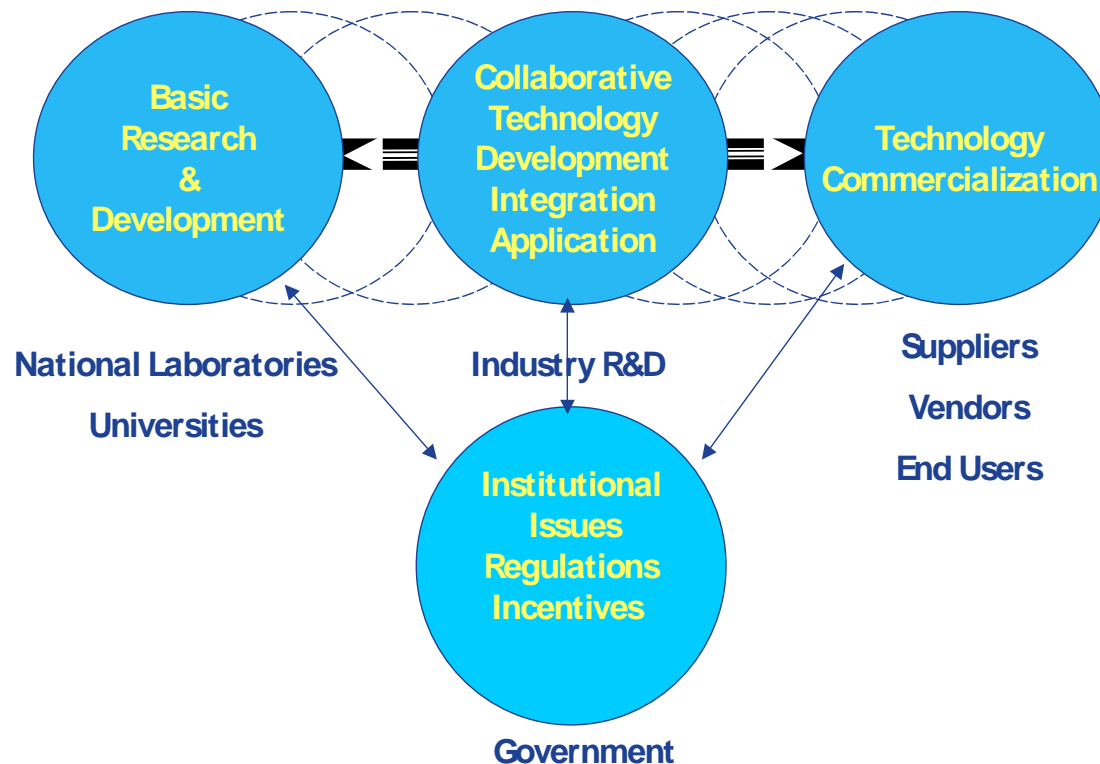 Basic
Research
&
Development
Collaborative
Technology
Development
Integration
Application
Technology
Commercialization
National Laboratories
Universities
Industry R&D
Suppliers
Vendors
End Users
Institutional
Issues
Regulations
Incentives
Government